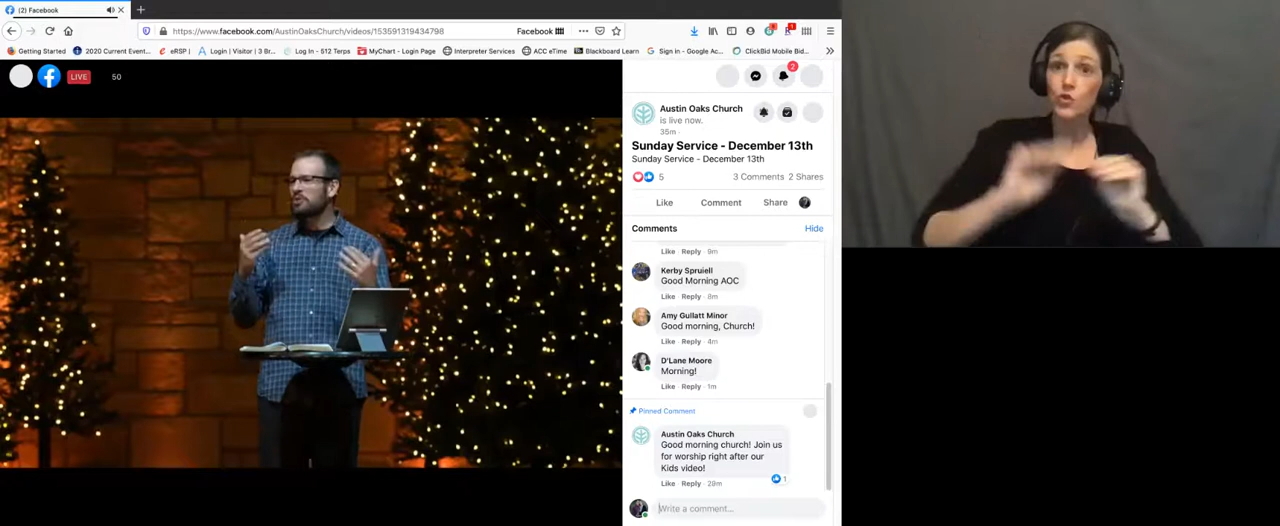 (2) Facebook
https://www.facebook.com/AustinOaksChurch/videos/153591319434798
Facebook
Getting Started
2020 Current Event...
eRSP |
Login | Visitor | 3 Br...
Log In - 512 Terps
MyChart - Login Page
Interpreter Services
ACC eTime
Blackboard Learn
Sign in - Google Ac...
ClickBid Mobile Bid...
LIVE
50
2
Austin Oaks Church
is live now.
35m ·
Sunday Service - December 13th
Sunday Service - December 13th
5
3 Comments 2 Shares
Like
Comment
Share
Comments
Hide
Like · Reply · 9m
Kerby Spruiell
Good Morning AOC
Like · Reply · 8m
Amy Gullatt Minor
Good morning, Church!
Like · Reply · 4m
D'Lane Moore
Morning!
Like · Reply · 1m
Pinned Comment
Austin Oaks Church
Good morning church! Join us
for worship right after our
Kids video!
1
Like · Reply · 29m
Write a comment...